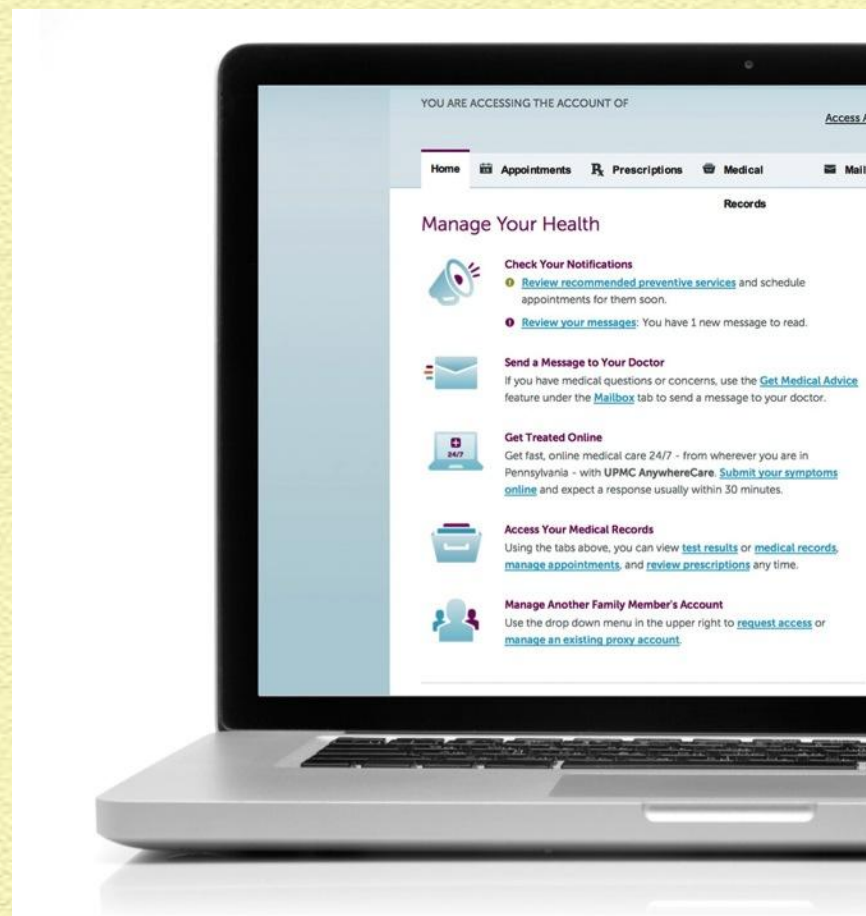 YOU ARE ACCESSING THE ACCOUNT OF
Access A
Home Appointments Rx Prescriptions Medical Mail
Records
Manage Your Health
Check Your Notifications
Review recommended preventive services and schedule
appointments for them soon.
Review your messages: You have 1 new message to read.
Send a Message to Your Doctor
If you have medical questions or concerns, use the Get Medical Advice
feature under the Mailbox tab to send a message to your doctor.
24/7
Get Treated Online
Get fast, online medical care 24/7 - from wherever you are in
Pennsylvania - with UPMC AnywhereCare. Submit your symptoms
online and expect a response usually within 30 minutes.
Access Your Medical Records
Using the tabs above, you can view test results or medical records,
manage appointments, and review prescriptions any time.
Manage Another Family Member's Account
Use the drop down menu in the upper right to request access or
manage an existing proxy account.